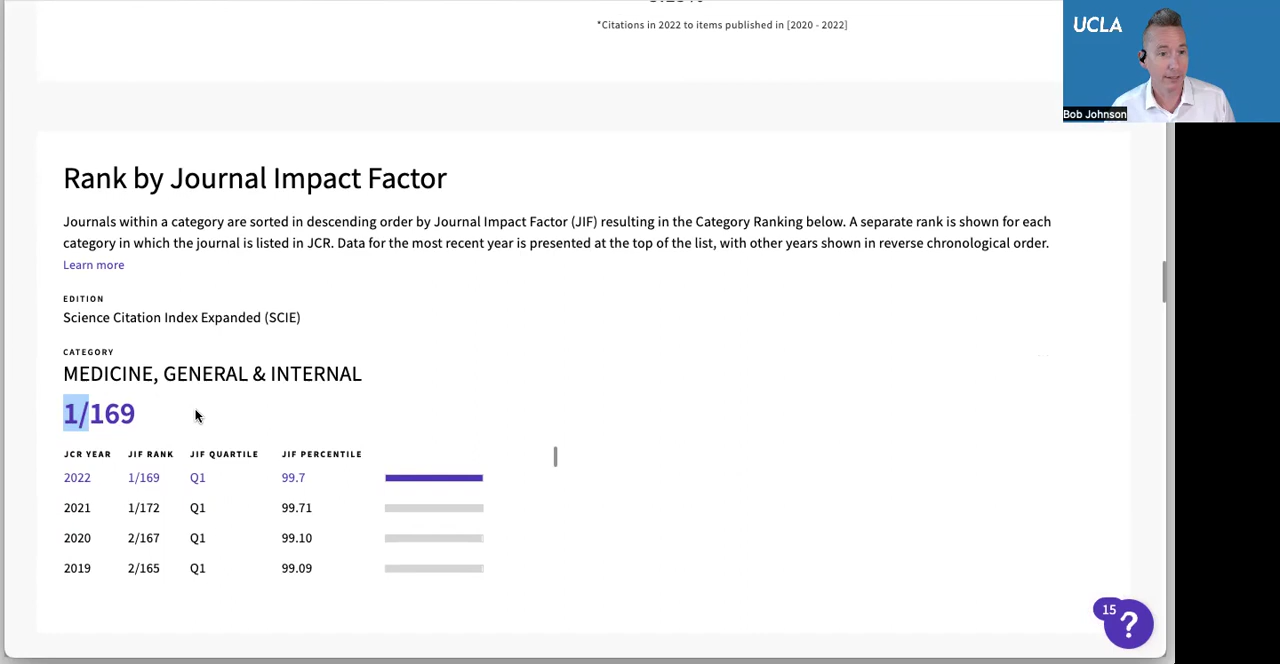 *Citations in 2022 to items published in [2020 - 2022]
UCLA
Bob Johnson
Rank by Journal Impact Factor
Journals within a category are sorted in descending order by Journal Impact Factor (JIF) resulting in the Category Ranking below. A separate rank is shown for each
category in which the journal is listed in JCR. Data for the most recent year is presented at the top of the list, with other years shown in reverse chronological order.
Learn more
EDITION
Science Citation Index Expanded (SCIE)
CATEGORY
MEDICINE, GENERAL & INTERNAL
1/169
JCR YEAR JIF RANK JIF QUARTILE JIF PERCENTILE
2022 1/169 Q1 99.7
2021 1/172 Q1 99.71
2020 2/167 Q1 99.10
2019 2/165 Q1 99.09
15
?